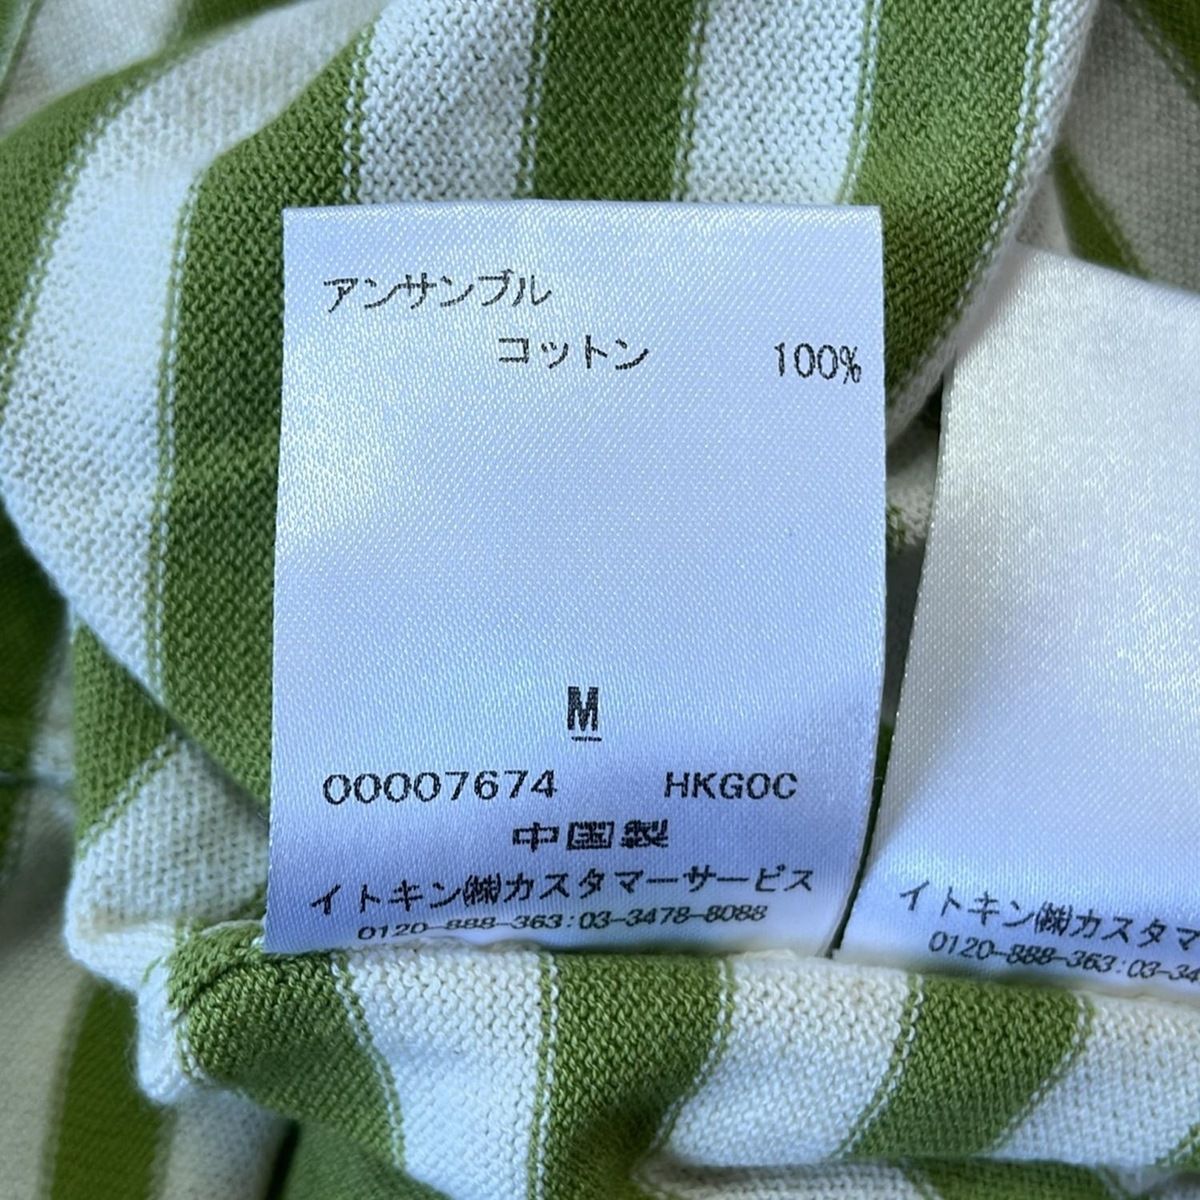 アンサンブル
コットン 100%
M
00007674 HKGOC
中国製
イトキン㈱カスタマーサービス
0120-888-363:03-3478-8088
イトキン㈱カスタマ
0120-888-363:03-34